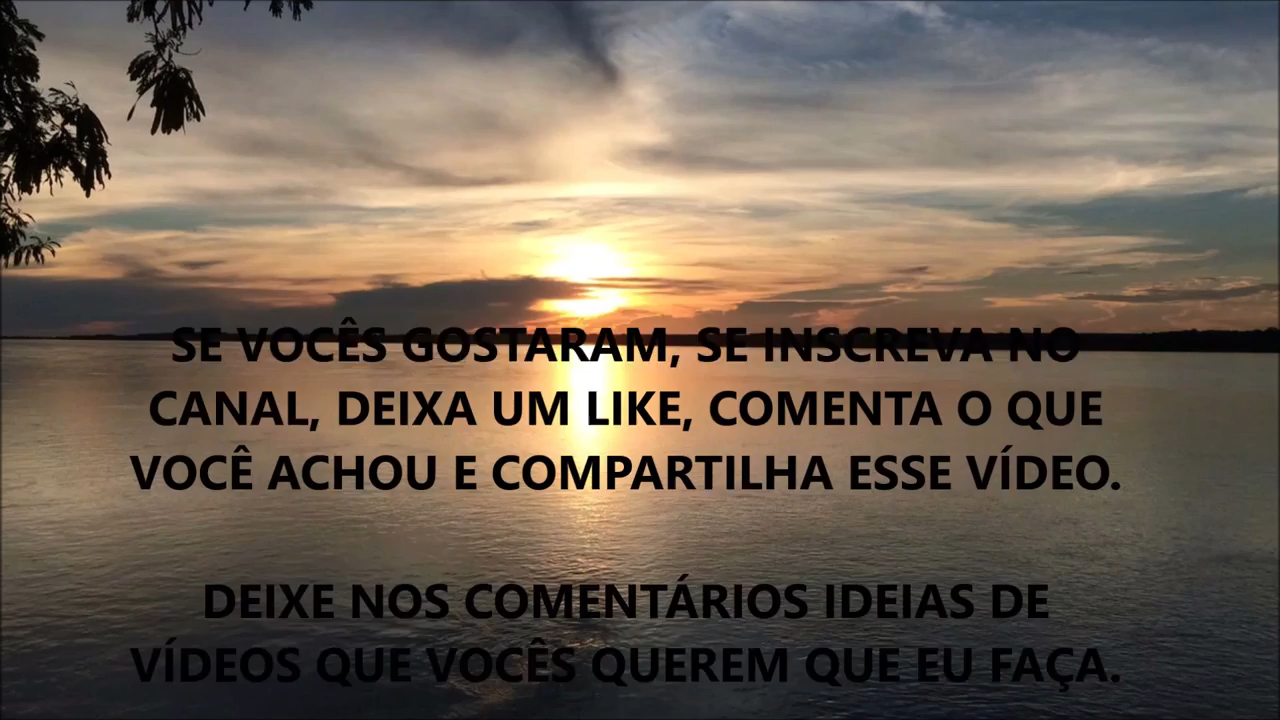 SE VOCÊS GOSTARAM, SE INSCREVA NO
CANAL, DEIXA UM LIKE, COMENTA O QUE
VOCÊ ACHOU E COMPARTILHA ESSE VÍDEO.
DEIXE NOS COMENTÁRIOS IDEIAS DE
VÍDEOS QUE VOCÊS QUEREM QUE EU FAÇA.